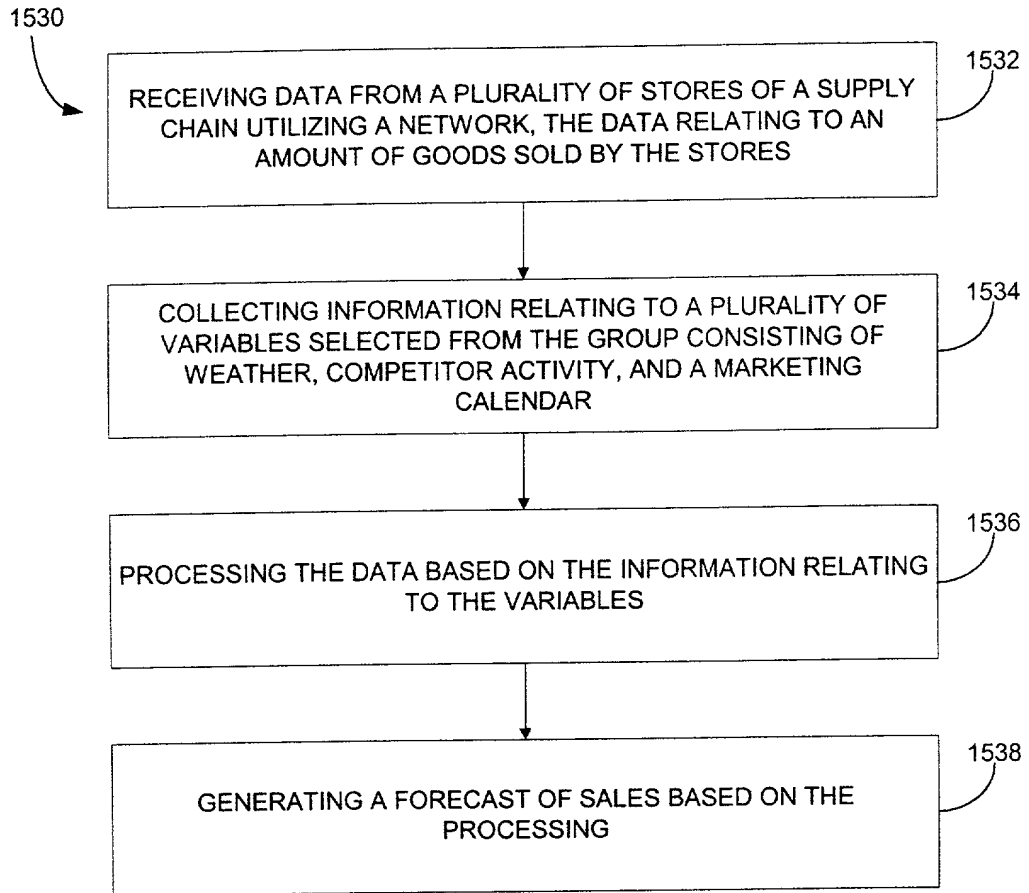 1530
1532
RECEIVING DATA FROM A PLURALITY OF STORES OF A SUPPLY
CHAIN UTILIZING A NETWORK, THE DATA RELATING TO AN
AMOUNT OF GOODS SOLD BY THE STORES
1534
COLLECTING INFORMATION RELATING TO A PLURALITY OF
VARIABLES SELECTED FROM THE GROUP CONSISTING OF
WEATHER, COMPETITOR ACTIVITY, AND A MARKETING
CALENDAR
1536
PROCESSING THE DATA BASED ON THE INFORMATION RELATING
TO THE VARIABLES
1538
GENERATING A FORECAST OF SALES BASED ON THE
PROCESSING